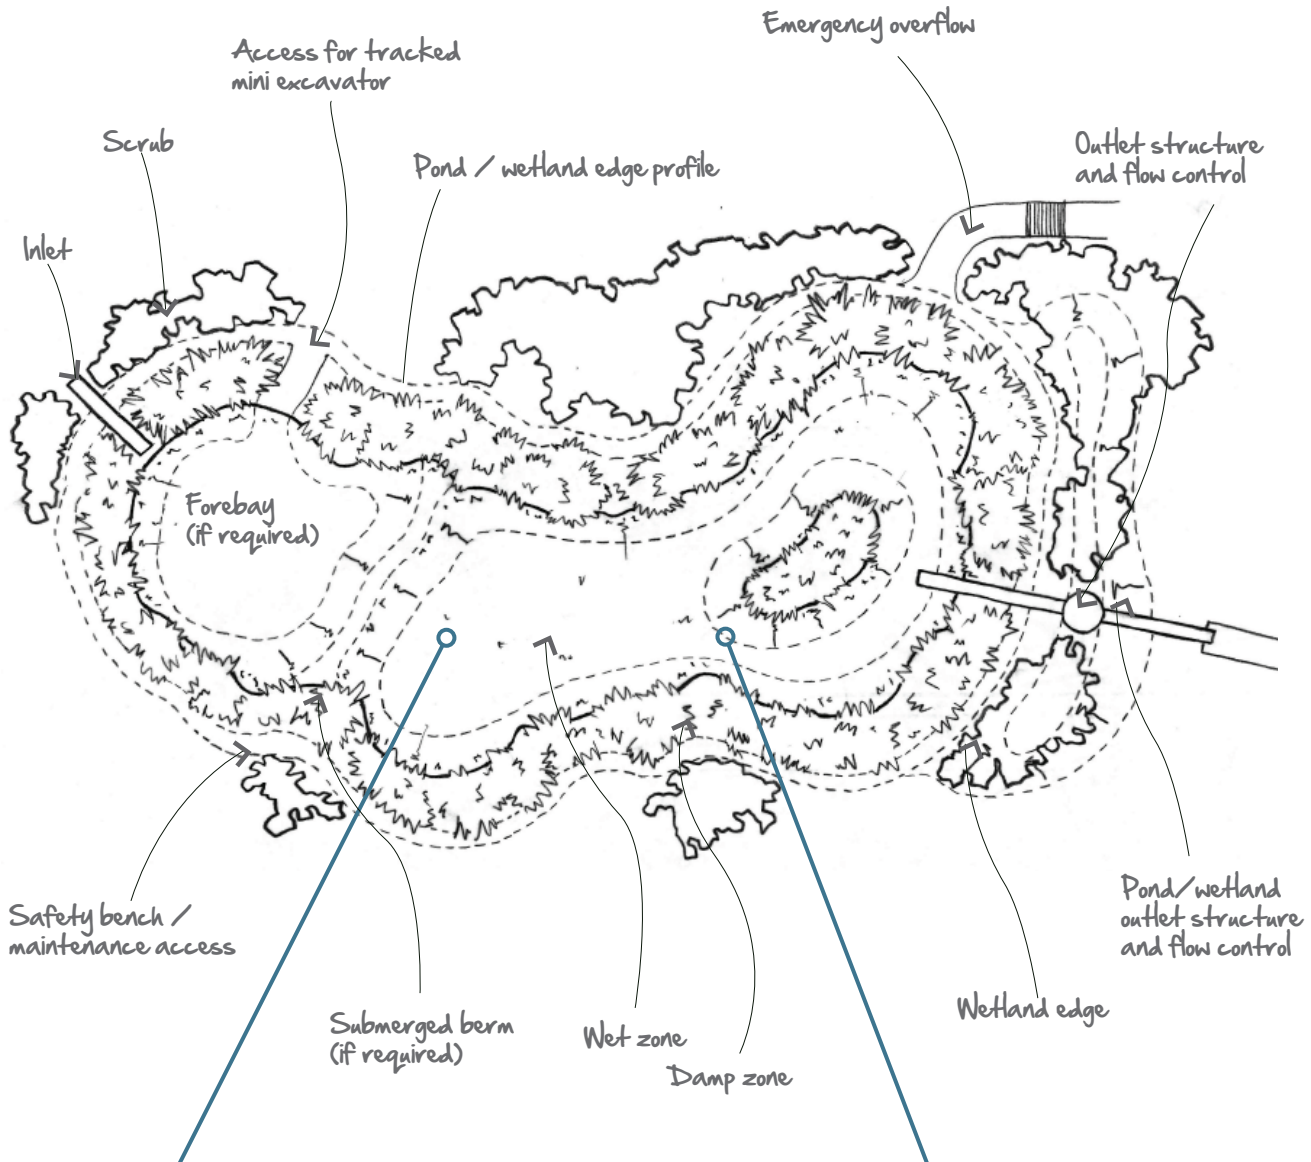 Emergency overflow
Access for tracked
mini excavator
Scrub
Outlet structure
and flow control
Pond / wetland edge profile
Inlet
Forebay
(if required)
Safety bench /
maintenance access
Pond/wetland
outlet structure
and flow control
Submerged berm
(if required)
Wet zone
Wetland edge
Damp zone